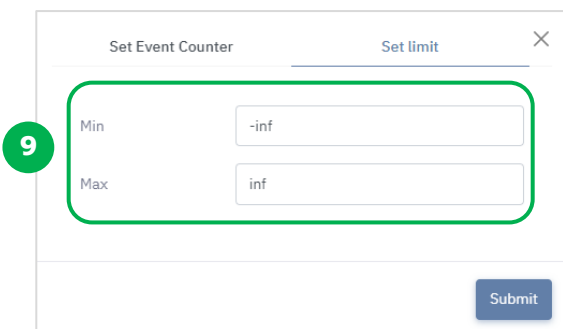 Set Event Counter Set limit ×
9
Min -inf
Max inf
Submit